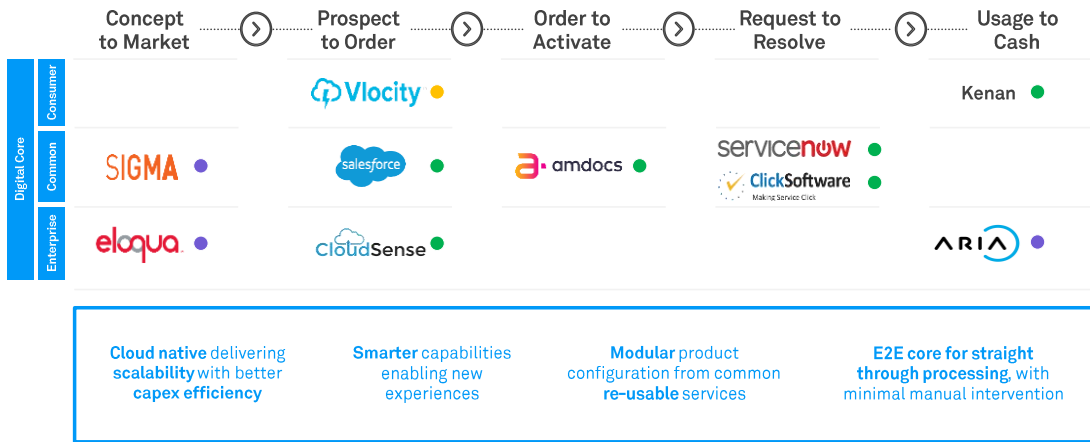 Concept
to Market
Prospect
to Order
Order to
Activate
Request to
Resolve
Usage to
Cash
Digital Core
Consumer
Vlocity
Kenan
Common
SIGMA
salesforce
amdocs
servicenow
ClickSoftware
Making Service Click
Enterprise
eloqua
CloudSense
ARIA
Cloud native delivering
scalability with better
capex efficiency
Smarter capabilities
enabling new
experiences
Modular product
configuration from common
re-usable services
E2E core for straight
through processing, with
minimal manual intervention